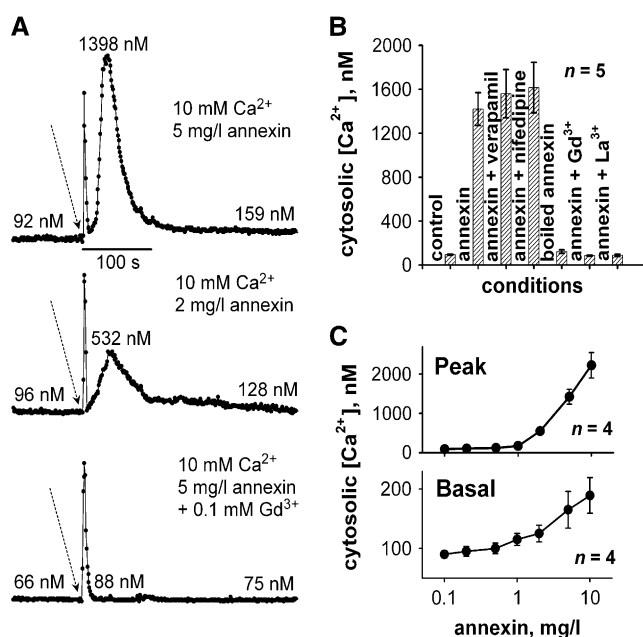 A
1398 nM
10 mM Ca2+
5 mg/l annexin
92 nM
159 nM
100 s
10 mM Ca2+
2 mg/l annexin
532 nM
96 nM
128 nM
10 mM Ca2+
5 mg/l annexin
+ 0.1 mM Gd3+
66 nM
88 nM
75 nM
B
cytosolic [Ca2+], nM
2000
1600
1200
800
400
0
n = 5
control
annexin
annexin + verapamil
annexin + nifedipine
boiled annexin
annexin + Gd3+
annexin + La3+
conditions
C
cytosolic [Ca2+], nM
2000
1000
0
Peak
n = 4
200
100
Basal
n = 4
0.1
1
10
annexin, mg/l